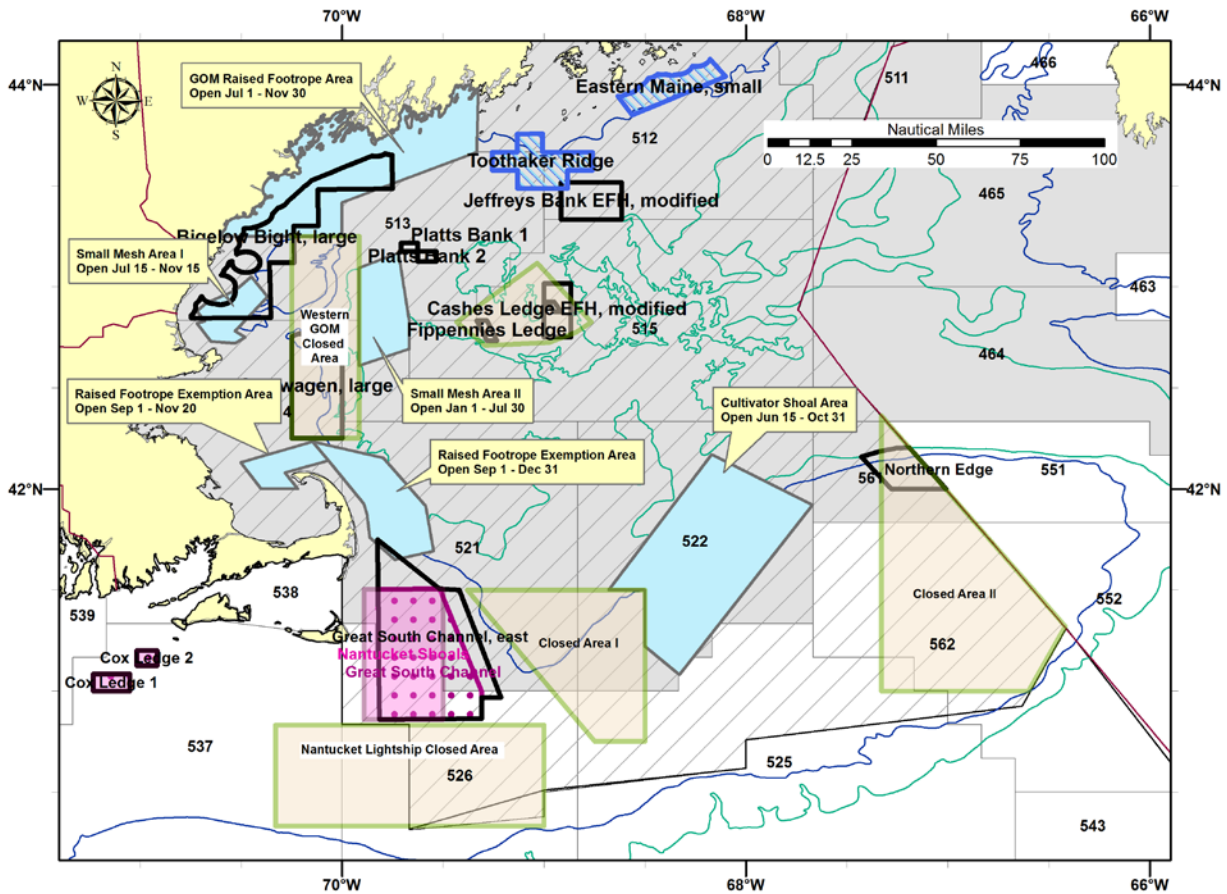 70°W
68°W
66°W
44°N
44°N
N
W
E
S
GOM Raised Footrope Area
Open Jul 1 - Nov 30
Eastern Maine, small
511
466
Nautical Miles
0
12.5
25
50
75
100
512
Toothaker Ridge
Jeffreys Bank EFH, modified
465
513
Platts Bank 1
Platts Bank 2
Bigelow Bight, large
Small Mesh Area I
Open Jul 15 - Nov 15
463
Western
GOM
Closed
Area
Cashes Ledge EFH, modified
Fippennies Ledge
515
464
wagen, large
4
Raised Footrope Exemption Area
Open Sep 1 - Nov 20
Small Mesh Area II
Open Jan 1 - Jul 30
Cultivator Shoal Area
Open Jun 15 - Oct 31
Raised Footrope Exemption Area
Open Sep 1 - Dec 31
42°N
42°N
Northern Edge
561
551
521
522
538
539
Closed Area II
552
562
Great South Channel, east
Nantucket Shoals
Great South Channel
Closed Area I
Cox Ledge 2
Cox Ledge 1
537
Nantucket Lightship Closed Area
526
525
543
70°W
68°W
66°W